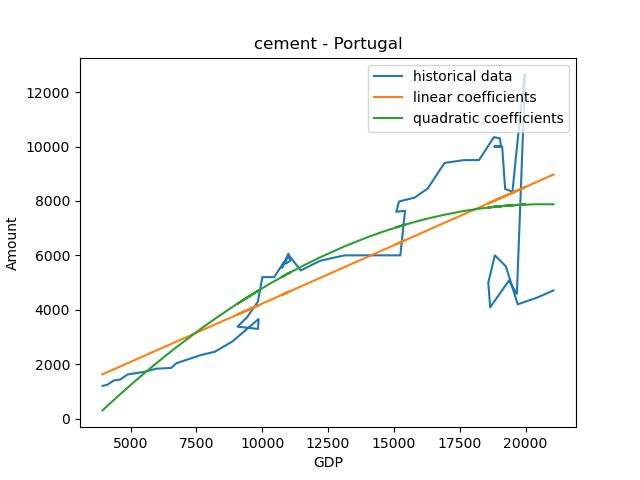 cement - Portugal
historical data
linear coefficients
quadratic coefficients
12000
10000
8000
6000
4000
2000
0
Amount
5000 7500 10000 12500 15000 17500 20000
GDP